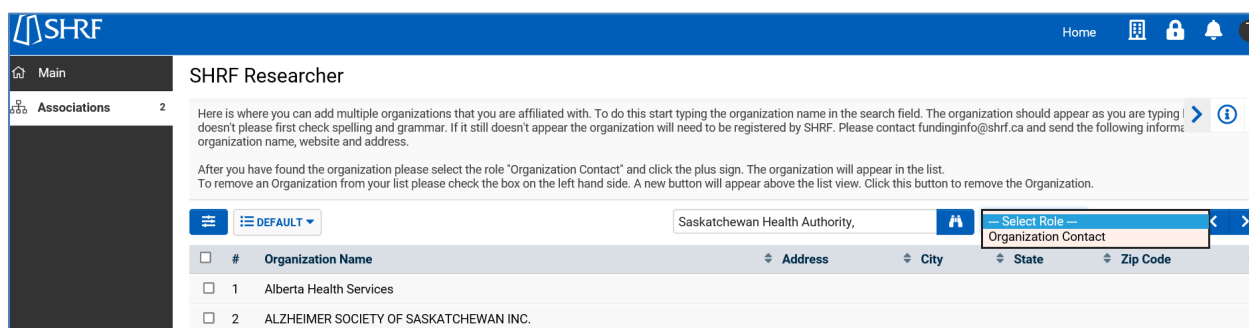 SHRF
Home
Main
SHRF Researcher
Associations 2
Here is where you can add multiple organizations that you are affiliated with. To do this start typing the organization name in the search field. The organization should appear as you are typing
doesn't please first check spelling and grammar. If it still doesn't appear the organization will need to be registered by SHRF. Please contact fundinginfo@shrf.ca and send the following informa
organization name, website and address.
After you have found the organization please select the role "Organization Contact" and click the plus sign. The organization will appear in the list.
To remove an Organization from your list please check the box on the left hand side. A new button will appear above the list view. Click this button to remove the Organization.
DEFAULT Saskatchewan Health Authority, — Select Role —
Organization Contact
# Organization Name Address City State Zip Code
1 Alberta Health Services
2 ALZHEIMER SOCIETY OF SASKATCHEWAN INC.